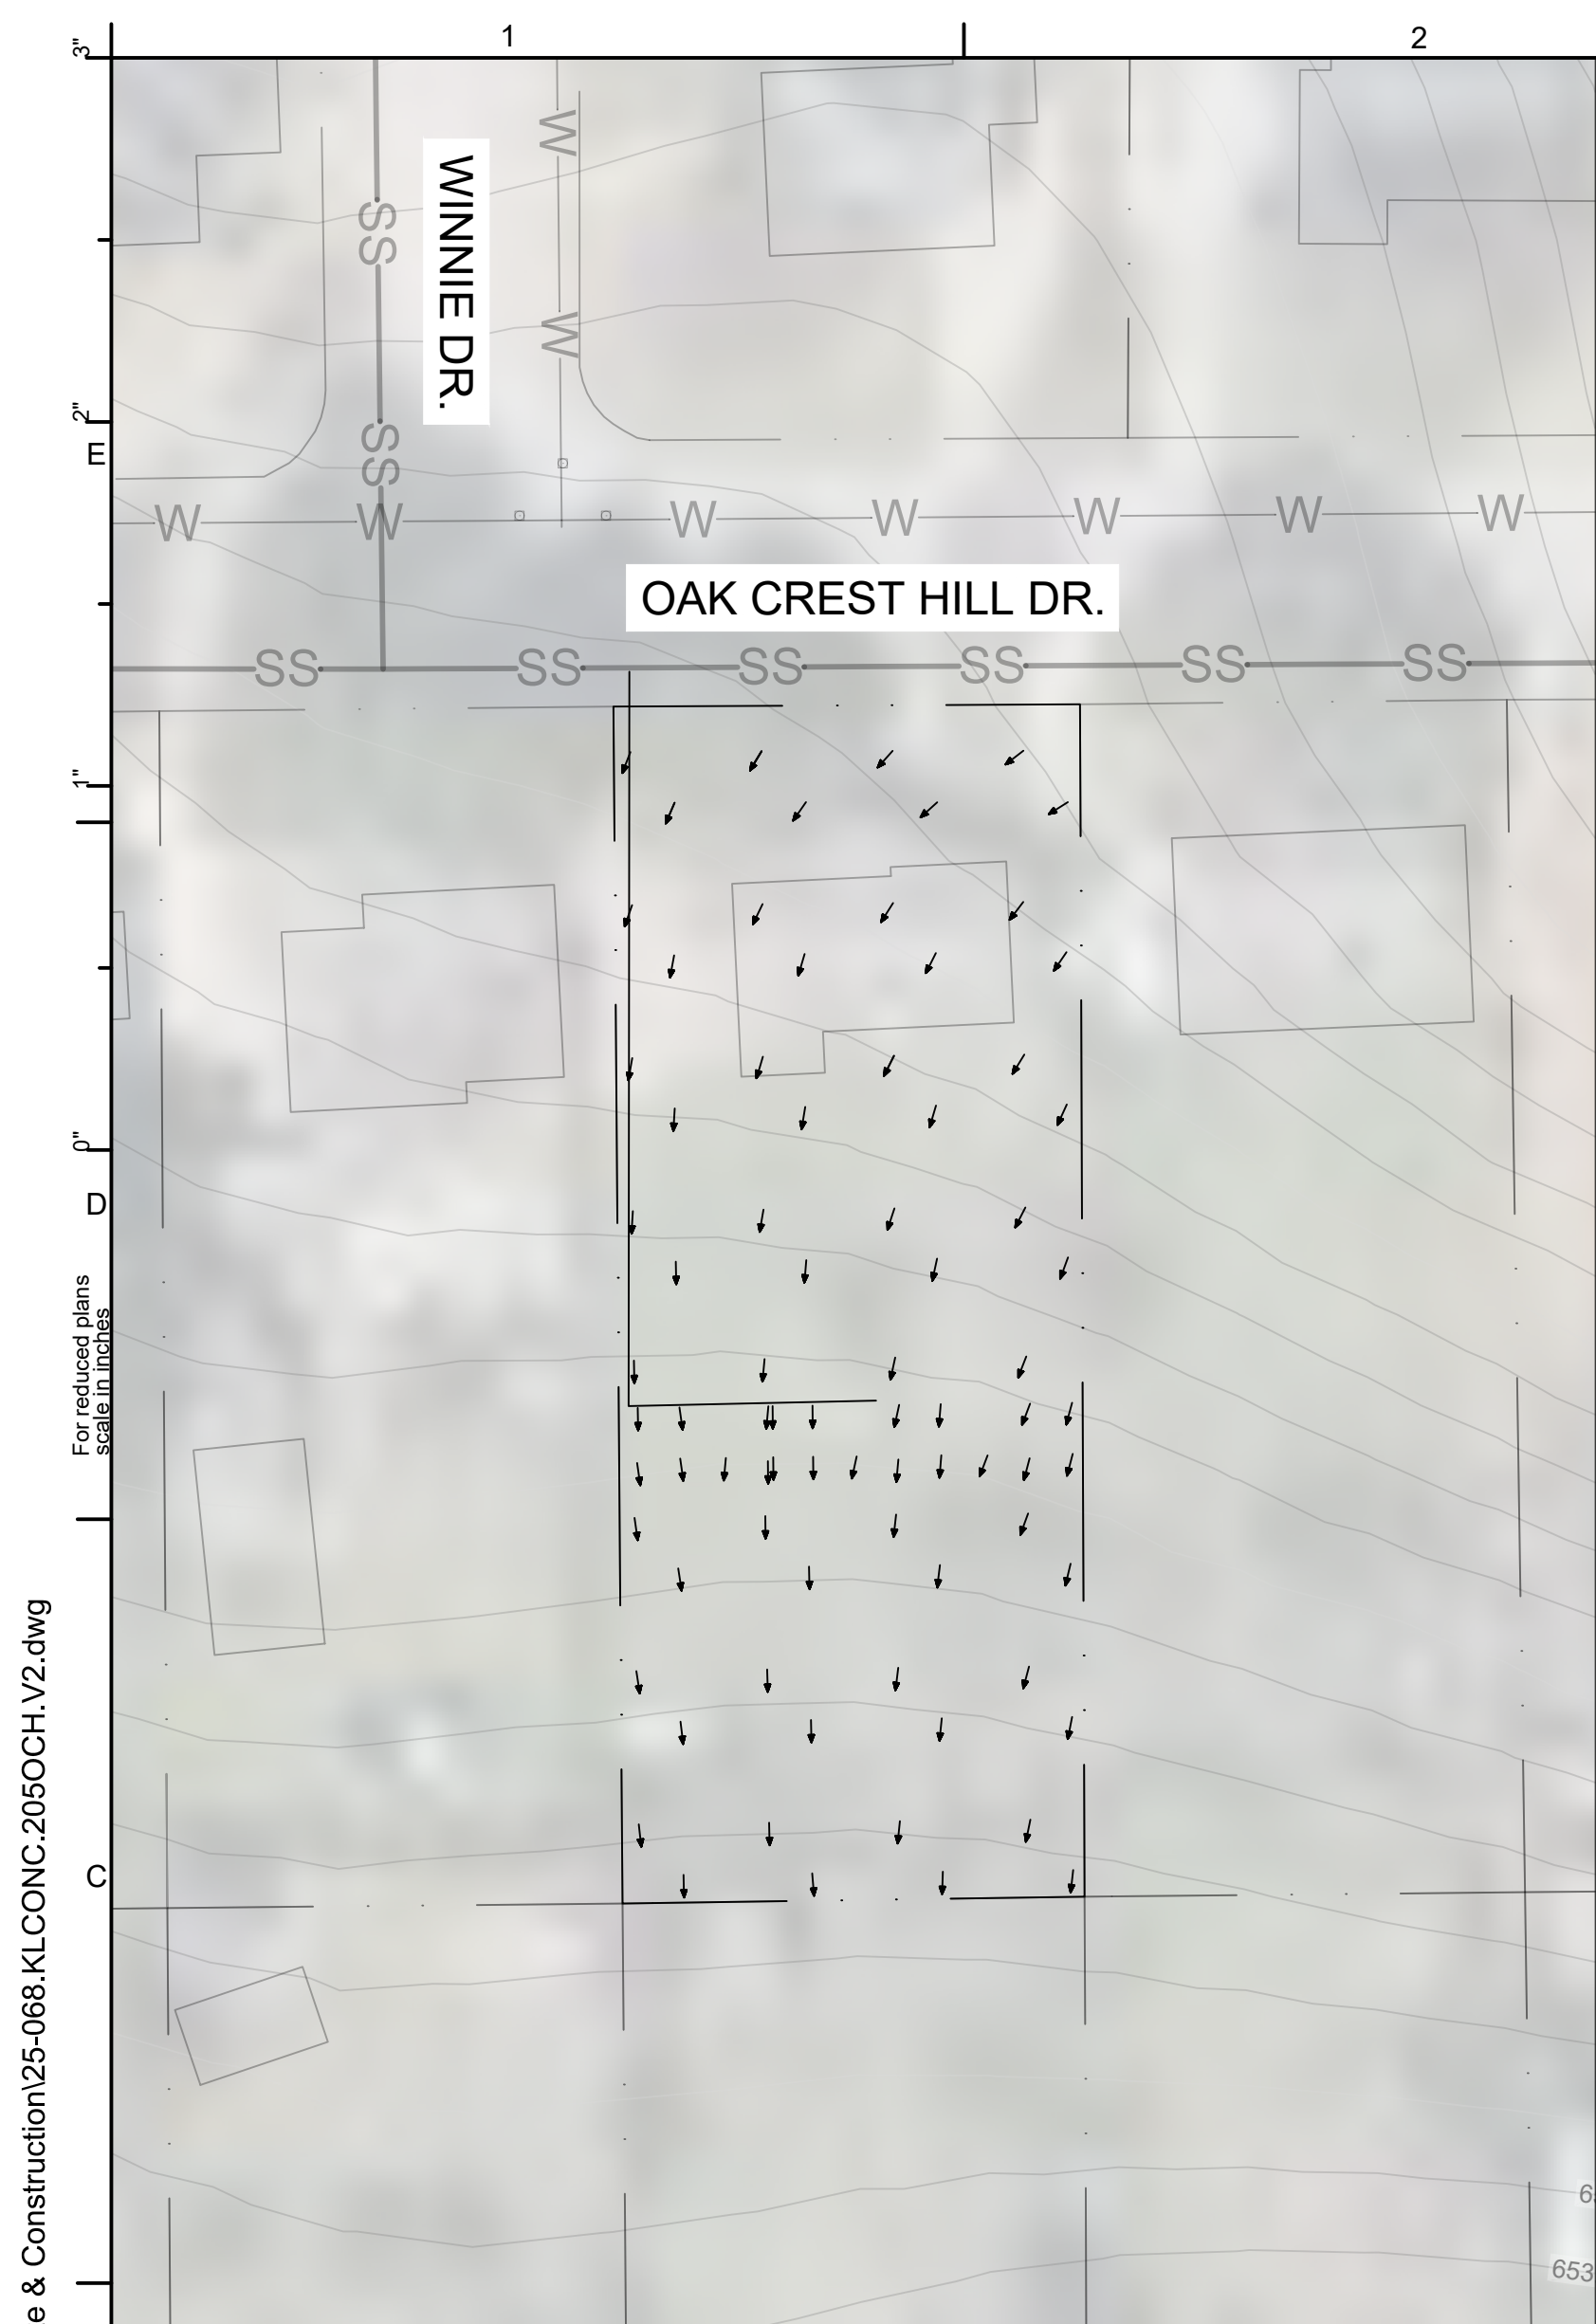 1
2
3"
W
SS
WINNIE DR.
W
2"
SS
E
W W W W W W W
OAK CREST HILL DR.
SS SS SS SS SS SS
1"
0"
D
For reduced plans
scale in inches
e & Construction\25-068.KLCONC.205OCH.V2.dwg
C
653